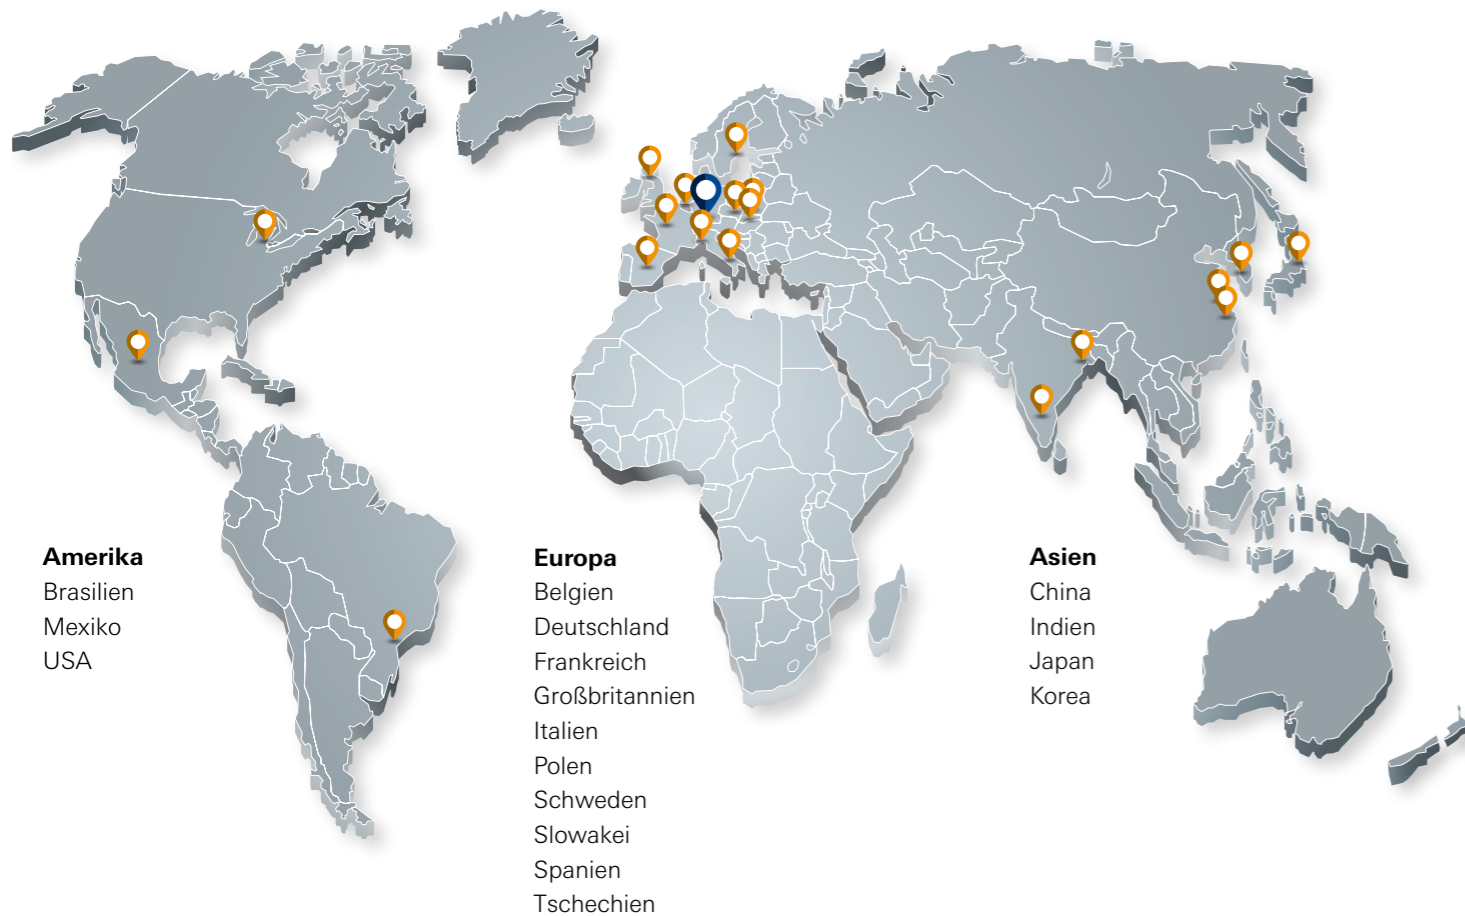 Amerika
Brasilien
Mexiko
USA
Europa
Belgien
Deutschland
Frankreich
Großbritannien
Italien
Polen
Schweden
Slowakei
Spanien
Tschechien
Asien
China
Indien
Japan
Korea